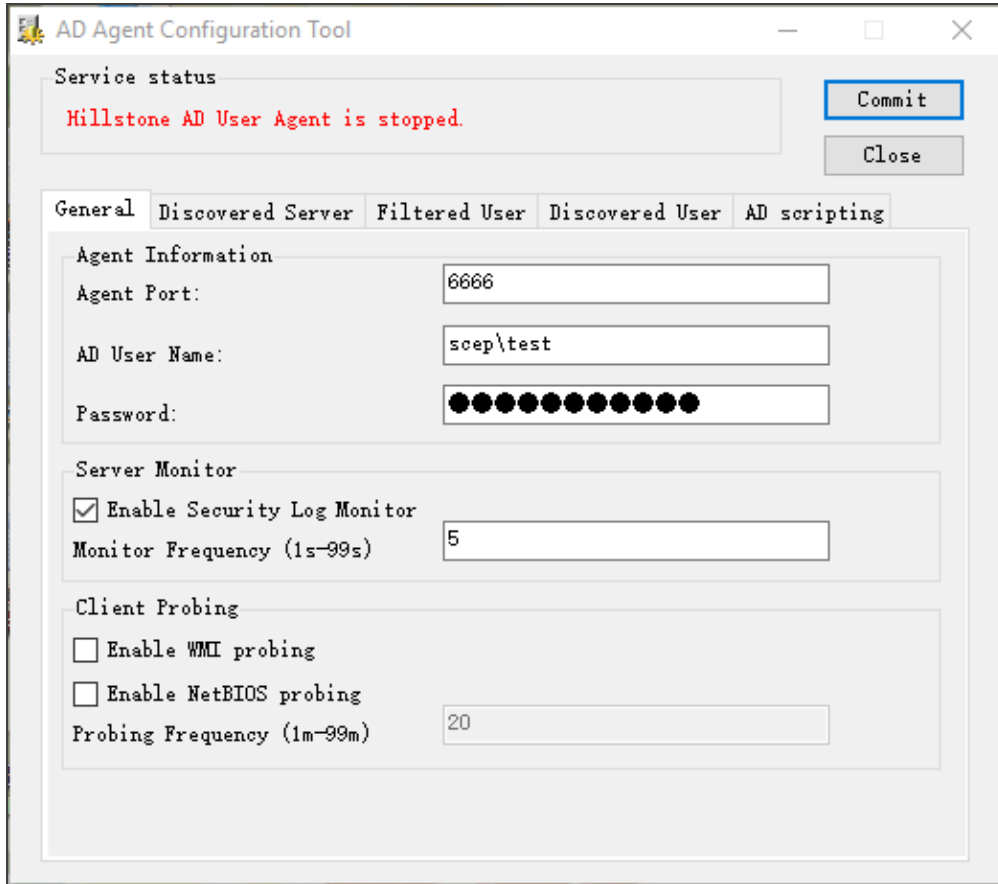 AD Agent Configuration Tool
Service status
Hillstone AD User Agent is stopped.
Commit
Close
General Discovered Server Filtered User Discovered User AD scripting
Agent Information
Agent Port: 6666
AD User Name: scep\test
Password: ●●●●●●●●●●●
Server Monitor
Enable Security Log Monitor
Monitor Frequency (1s-99s) 5
Client Probing
Enable WMI probing
Enable NetBIOS probing
Probing Frequency (1m-99m) 20